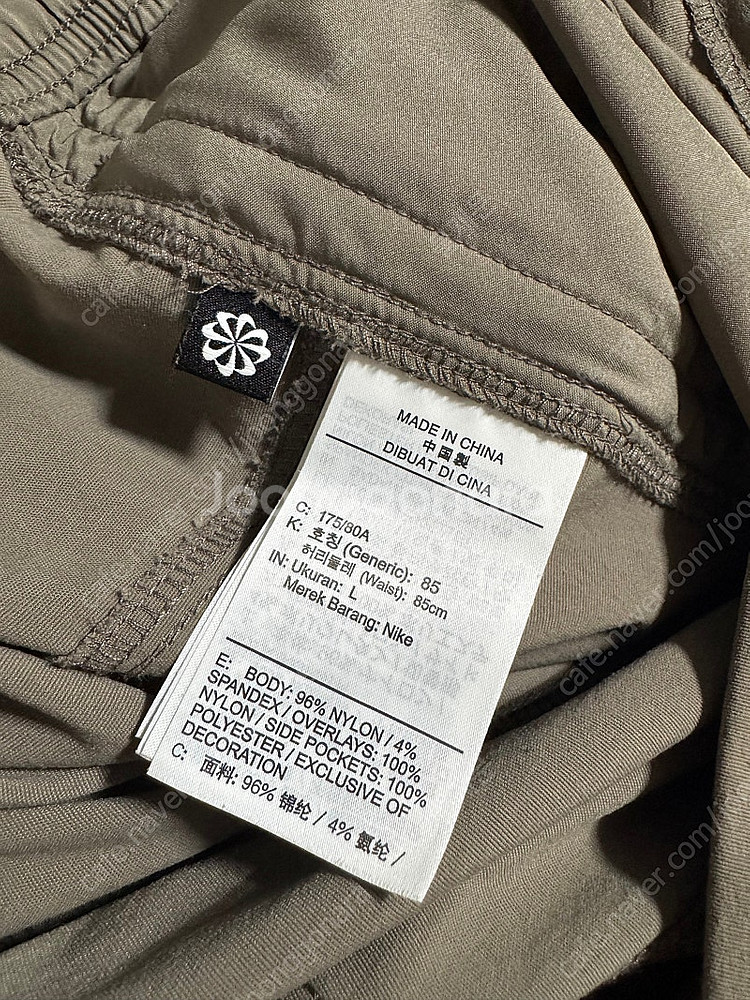 MADE IN CHINA
中国製
DIBUAT DI CINA
C: 175/80A
K: 호칭 (Generic): 85
허리둘레 (Waist): 85cm
IN: Ukuran: L
Merek Barang: Nike
E: BODY: 96% NYLON / 4%
SPANDEX / OVERLAYS: 100%
NYLON / SIDE POCKETS: 100%
POLYESTER / EXCLUSIVE OF
DECORATION
C: 面料: 96% 锦纶 / 4% 氨纶 /